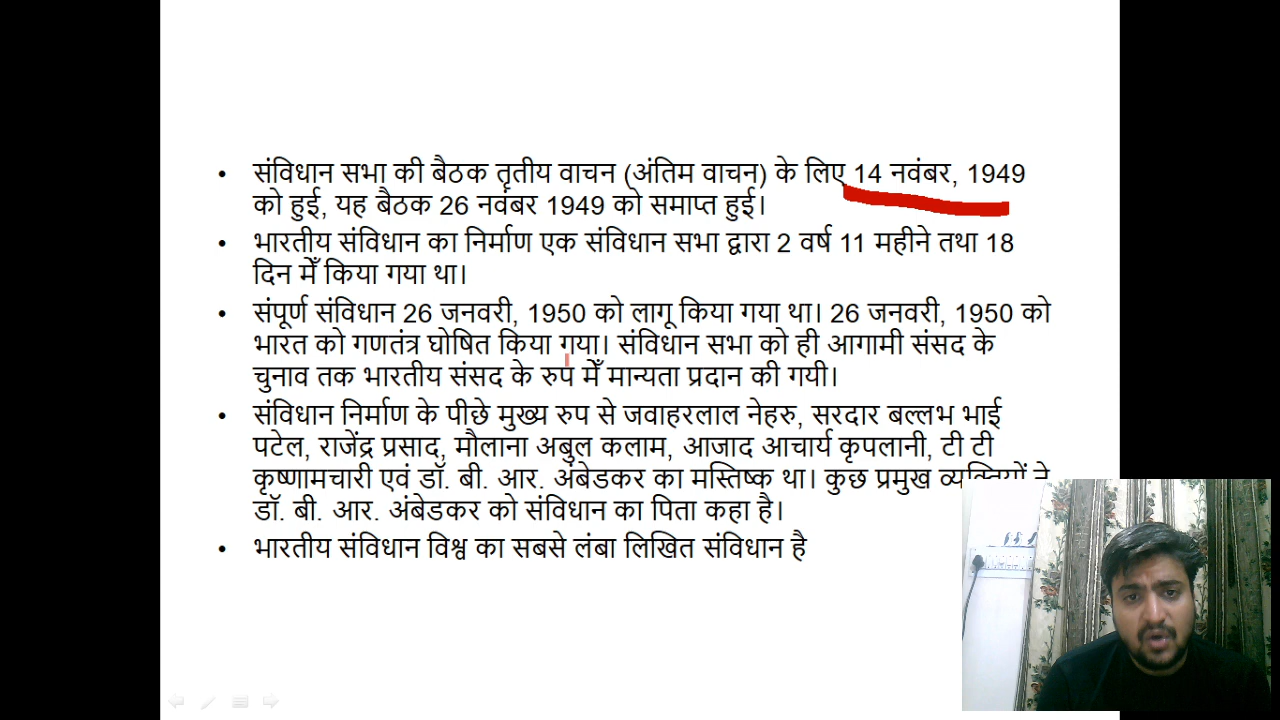 • संविधान सभा की बैठक तृतीय वाचन (अंतिम वाचन) के लिए 14 नवंबर, 1949
को हुई, यह बैठक 26 नवंबर 1949 को समाप्त हुई।
• भारतीय संविधान का निर्माण एक संविधान सभा द्वारा 2 वर्ष 11 महीने तथा 18
दिन मेँ किया गया था।
• संपूर्ण संविधान 26 जनवरी, 1950 को लागू किया गया था। 26 जनवरी, 1950 को
भारत को गणतंत्र घोषित किया गया। संविधान सभा को ही आगामी संसद के
चुनाव तक भारतीय संसद के रुप मेँ मान्यता प्रदान की गयी।
• संविधान निर्माण के पीछे मुख्य रुप से जवाहरलाल नेहरु, सरदार बल्लभ भाई
पटेल, राजेंद्र प्रसाद, मौलाना अबुल कलाम, आजाद आचार्य कृपलानी, टी टी
कृष्णामचारी एवं डॉ. बी. आर. अंबेडकर का मस्तिष्क था। कुछ प्रमुख व्यक्तियों ने
डॉ. बी. आर. अंबेडकर को संविधान का पिता कहा है।
• भारतीय संविधान विश्व का सबसे लंबा लिखित संविधान है